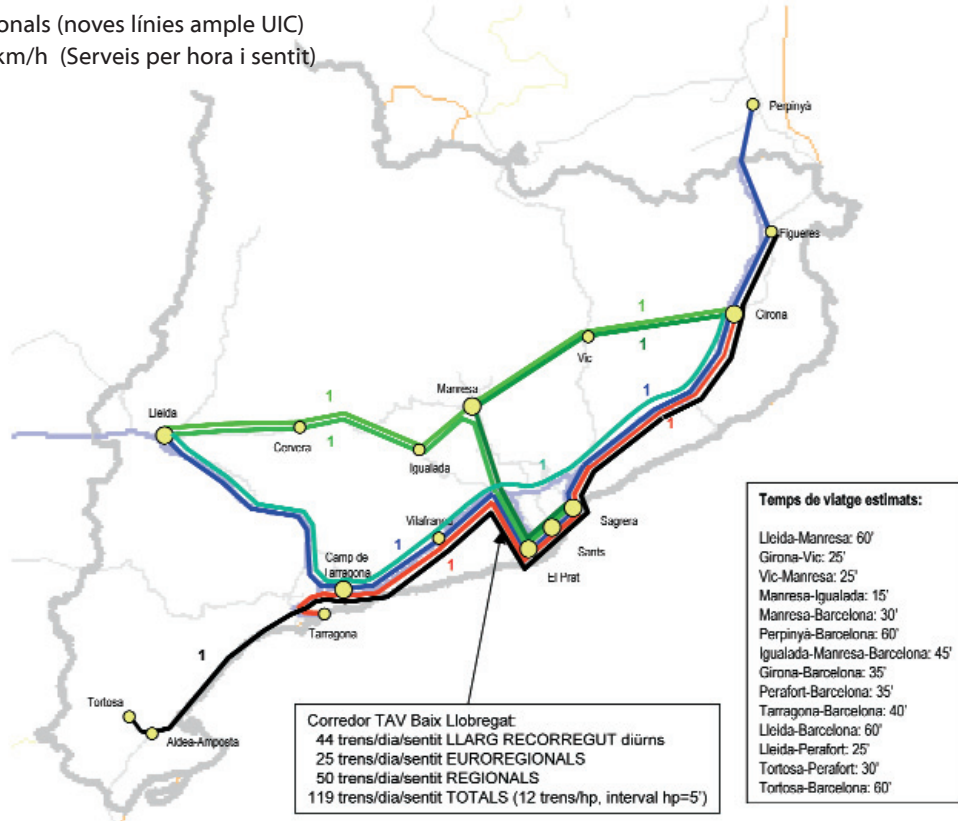 onals (noves línies ample UIC)
km/h (Serveis per hora i sentit)
Perpinyà
Figueres
1
Girona
1
Vic
Manresa
1
1
Lleida
1
Cervera
1
Igualada
1
Vilafranca
1
1
Sagrera
Sants
El Prat
Camp de
Tarragona
Tarragona
1
Tortosa
Aldea-Amposta
Corredor TAV Baix Llobregat:
44 trens/dia/sentit LLARG RECORREGUT diürns
25 trens/dia/sentit EUROREGIONALS
50 trens/dia/sentit REGIONALS
119 trens/dia/sentit TOTALS (12 trens/hp, interval hp=5')
Temps de viatge estimats:
Lleida-Manresa: 60'
Girona-Vic: 25'
Vic-Manresa: 25'
Manresa-Igualada: 15'
Manresa-Barcelona: 30'
Perpinyà-Barcelona: 60'
Igualada-Manresa-Barcelona: 45'
Girona-Barcelona: 35'
Perafort-Barcelona: 35'
Tarragona-Barcelona: 40'
Lleida-Barcelona: 60'
Lleida-Perafort: 25'
Tortosa-Perafort: 30'
Tortosa-Barcelona: 60'